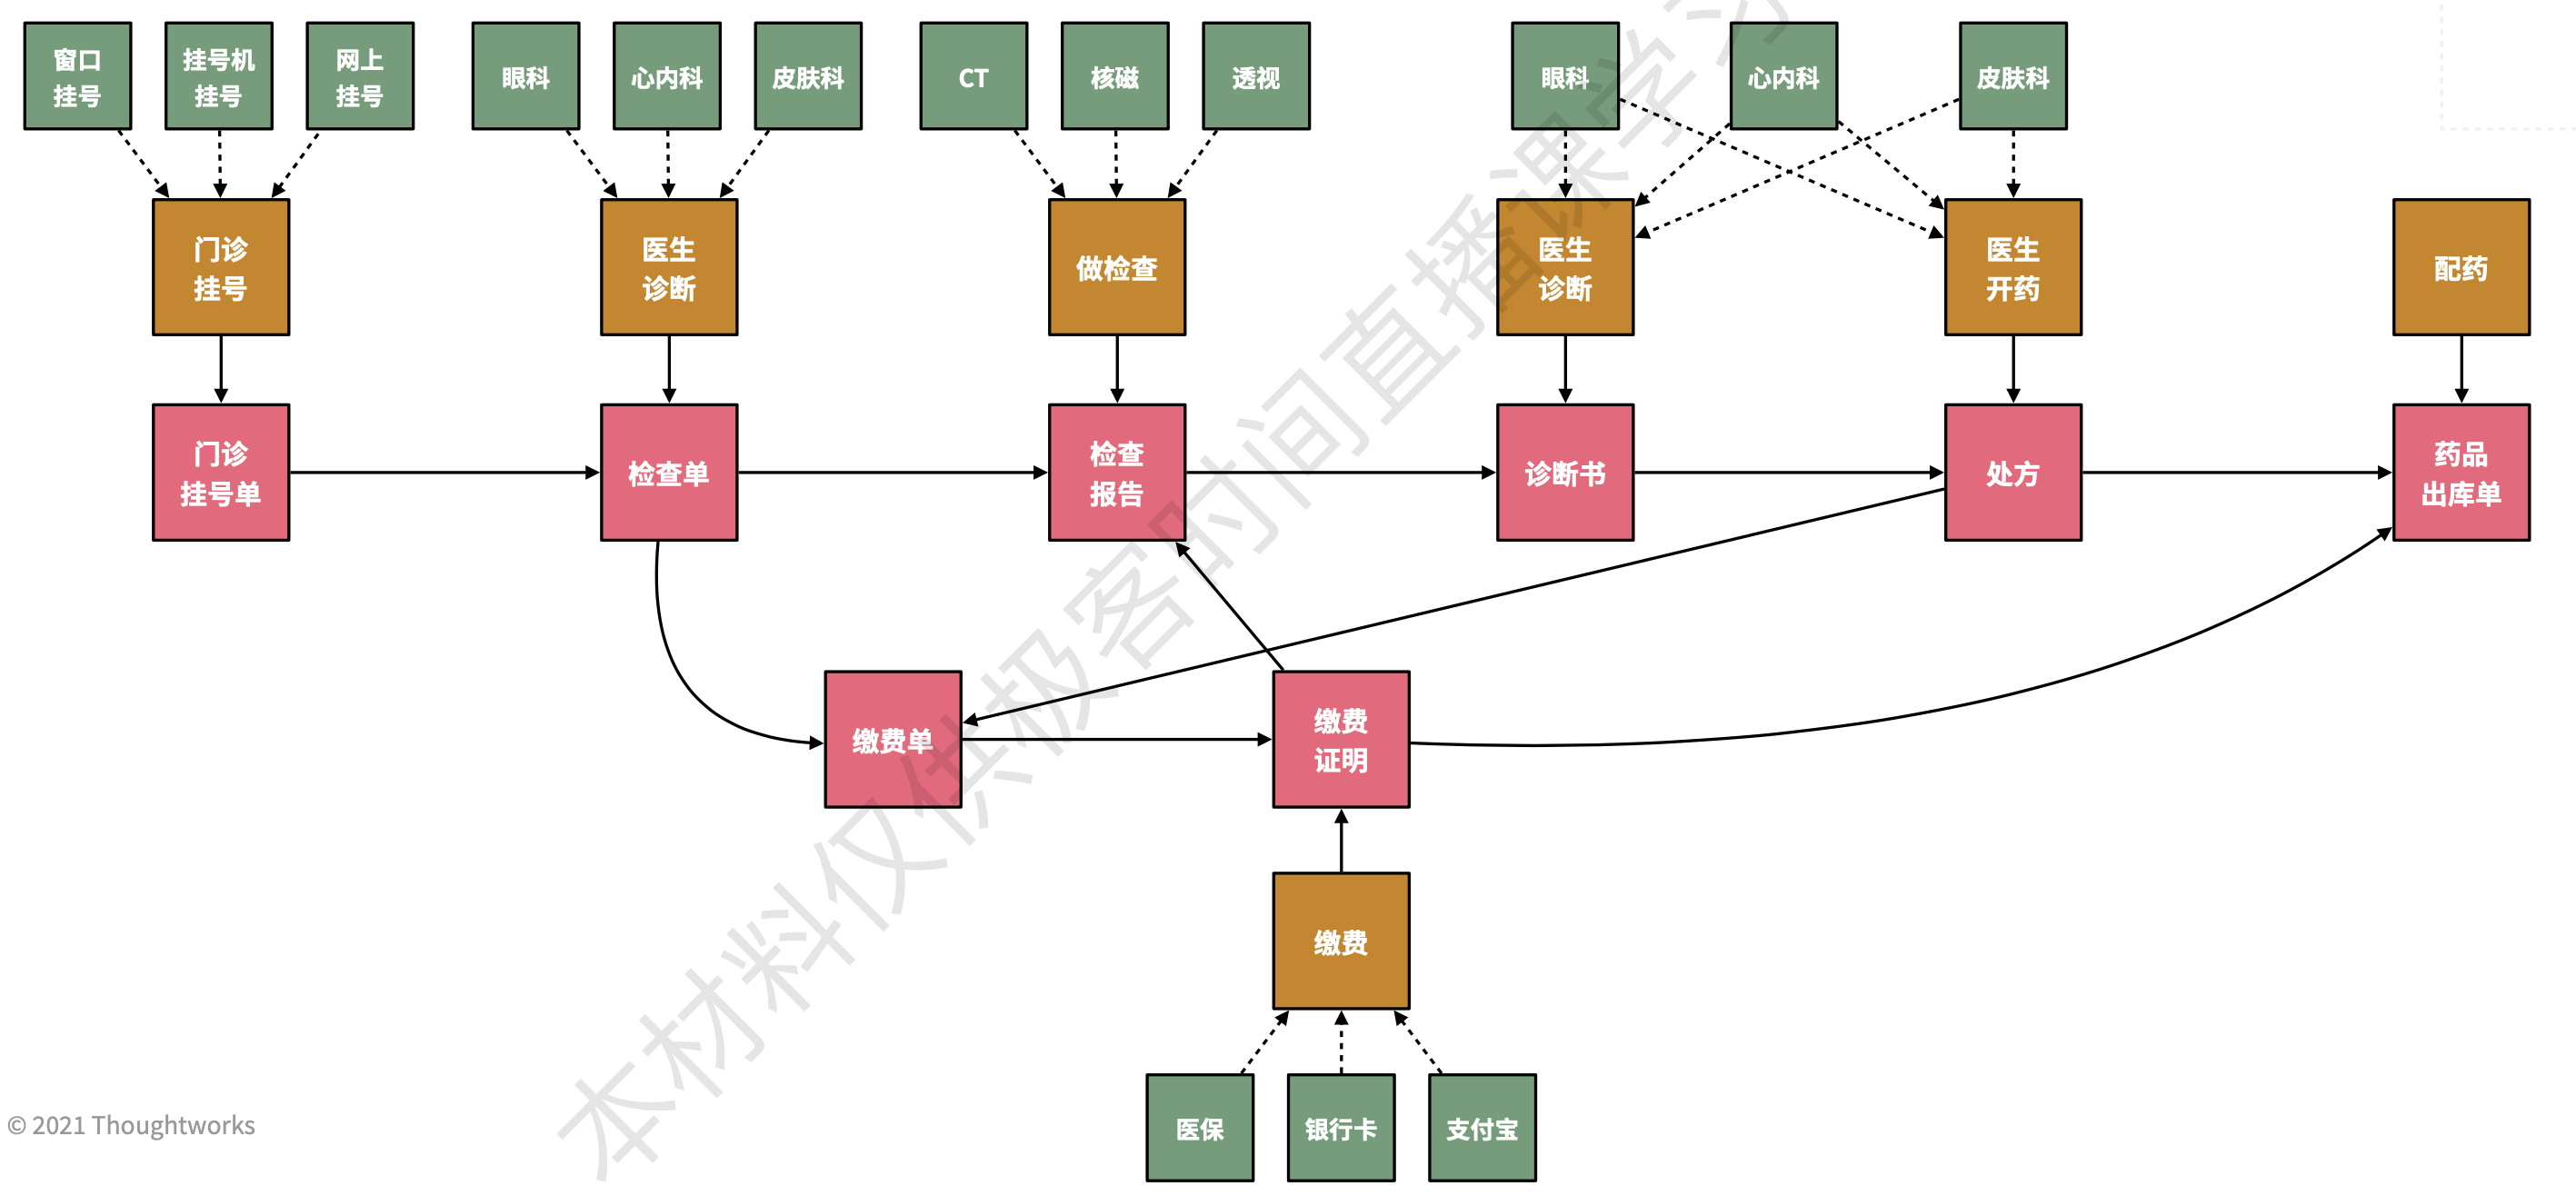 窗口
挂号
挂号机
挂号
网上
挂号
眼科
心内科
皮肤科
CT
核磁
透视
眼科
心内科
皮肤科
门诊
挂号
医生
诊断
做检查
医生
诊断
医生
开药
配药
门诊
挂号单
检查单
检查
报告
诊断书
处方
药品
出库单
缴费单
缴费
证明
缴费
医保
银行卡
支付宝
© 2021 Thoughtworks
本材料仅供极客时间直播课学习